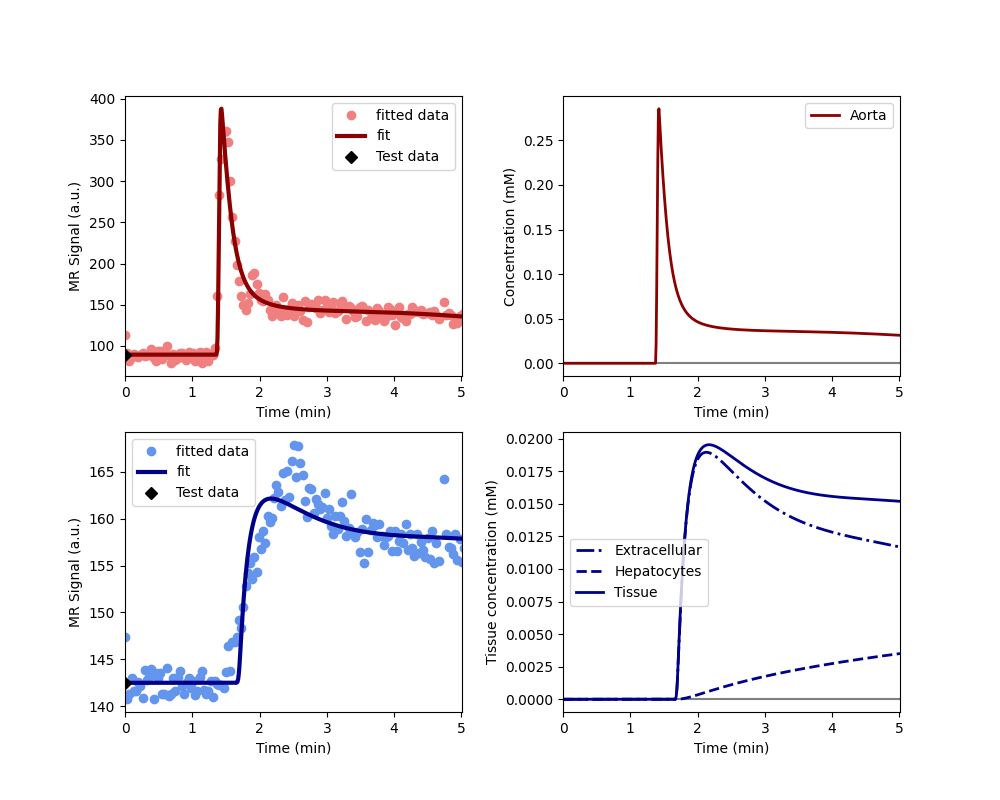 400
350
300
250
200
150
100
MR Signal (a.u.)
fitted data
fit
Test data
0 1 2 3 4 5
Time (min)
0.25
0.20
0.15
0.10
0.05
0.00
Concentration (mM)
Aorta
0 1 2 3 4 5
Time (min)
165
160
155
150
145
140
MR Signal (a.u.)
fitted data
fit
Test data
0 1 2 3 4 5
Time (min)
0.0200
0.0175
0.0150
0.0125
0.0100
0.0075
0.0050
0.0025
0.0000
Tissue concentration (mM)
Extracellular
Hepatocytes
Tissue
0 1 2 3 4 5
Time (min)